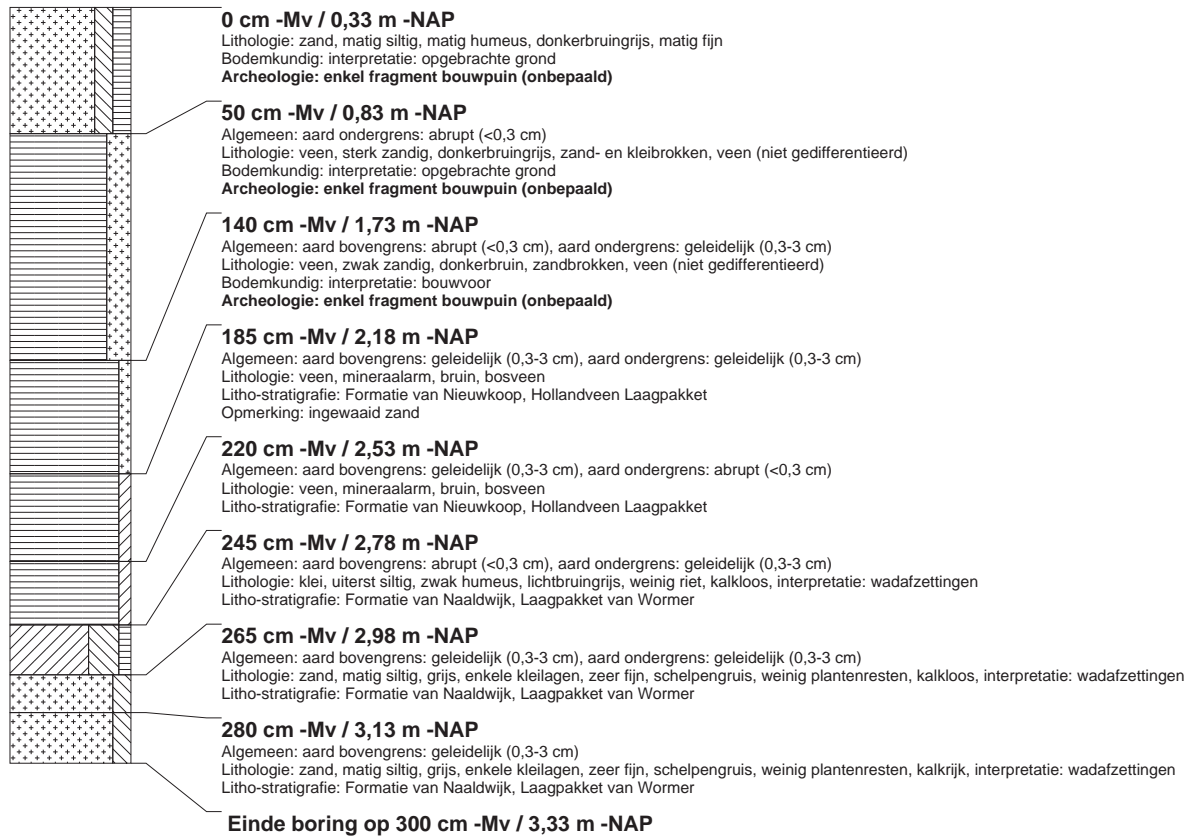 0 cm -Mv / 0,33 m -NAP
Lithologie: zand, matig siltig, matig humeus, donkerbruingrijs, matig fijn
Bodemkundig: interpretatie: opgebrachte grond
Archeologie: enkel fragment bouwpuin (onbepaald)
50 cm -Mv / 0,83 m -NAP
Algemeen: aard ondergrens: abrupt (<0,3 cm)
Lithologie: veen, sterk zandig, donkerbruingrijs, zand- en kleibrokken, veen (niet gedifferentieerd)
Bodemkundig: interpretatie: opgebrachte grond
Archeologie: enkel fragment bouwpuin (onbepaald)
140 cm -Mv / 1,73 m -NAP
Algemeen: aard bovengrens: abrupt (<0,3 cm), aard ondergrens: geleidelijk (0,3-3 cm)
Lithologie: veen, zwak zandig, donkerbruin, zandbrokken, veen (niet gedifferentieerd)
Bodemkundig: interpretatie: bouwvoor
Archeologie: enkel fragment bouwpuin (onbepaald)
185 cm -Mv / 2,18 m -NAP
Algemeen: aard bovengrens: geleidelijk (0,3-3 cm), aard ondergrens: geleidelijk (0,3-3 cm)
Lithologie: veen, mineraalarm, bruin, bosveen
Litho-stratigrafie: Formatie van Nieuwkoop, Hollandveen Laagpakket
Opmerking: ingewaaid zand
220 cm -Mv / 2,53 m -NAP
Algemeen: aard bovengrens: geleidelijk (0,3-3 cm), aard ondergrens: abrupt (<0,3 cm)
Lithologie: veen, mineraalarm, bruin, bosveen
Litho-stratigrafie: Formatie van Nieuwkoop, Hollandveen Laagpakket
245 cm -Mv / 2,78 m -NAP
Algemeen: aard bovengrens: abrupt (<0,3 cm), aard ondergrens: geleidelijk (0,3-3 cm)
Lithologie: klei, uiterst siltig, zwak humeus, lichtbruingrijs, weinig riet, kalkloos, interpretatie: wadafzettingen
Litho-stratigrafie: Formatie van Naaldwijk, Laagpakket van Wormer
265 cm -Mv / 2,98 m -NAP
Algemeen: aard bovengrens: geleidelijk (0,3-3 cm), aard ondergrens: geleidelijk (0,3-3 cm)
Lithologie: zand, matig siltig, grijs, enkele kleilagen, zeer fijn, schelpengruis, weinig plantenresten, kalkloos, interpretatie: wadafzettingen
Litho-stratigrafie: Formatie van Naaldwijk, Laagpakket van Wormer
280 cm -Mv / 3,13 m -NAP
Algemeen: aard bovengrens: geleidelijk (0,3-3 cm)
Lithologie: zand, matig siltig, grijs, enkele kleilagen, zeer fijn, schelpengruis, weinig plantenresten, kalkrijk, interpretatie: wadafzettingen
Litho-stratigrafie: Formatie van Naaldwijk, Laagpakket van Wormer
Einde boring op 300 cm -Mv / 3,33 m -NAP